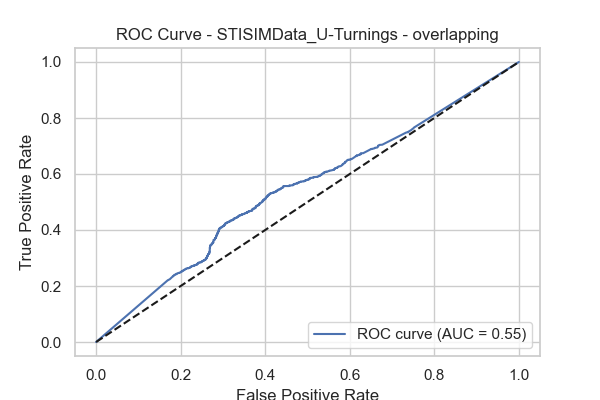 ROC Curve - STISIMData_U-Turnings - overlapping
True Positive Rate
1.0
0.8
0.6
0.4
0.2
0.0
0.0 0.2 0.4 0.6 0.8 1.0
ROC curve (AUC = 0.55)
False Positive Rate